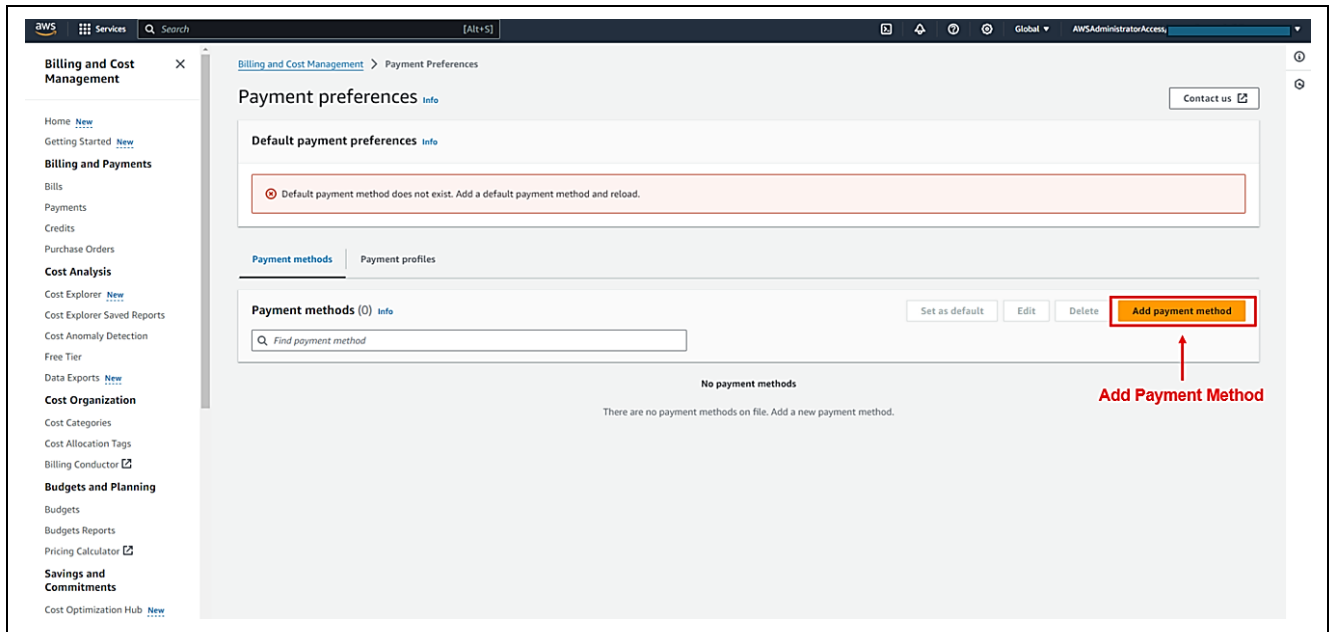 aws
Services
Search
[Alt+S]
Global
AWSAdministratorAccess,
Billing and Cost
Management
Home New
Getting Started New
Billing and Payments
Bills
Payments
Credits
Purchase Orders
Cost Analysis
Cost Explorer New
Cost Explorer Saved Reports
Cost Anomaly Detection
Free Tier
Data Exports New
Cost Organization
Cost Categories
Cost Allocation Tags
Billing Conductor
Budgets and Planning
Budgets
Budgets Reports
Pricing Calculator
Savings and
Commitments
Cost Optimization Hub New
Billing and Cost Management > Payment Preferences
Payment preferences Info
Contact us
Default payment preferences Info
Default payment method does not exist. Add a default payment method and reload.
Payment methods
Payment profiles
Payment methods (0) Info
Set as default
Edit
Delete
Add payment method
Find payment method
No payment methods
There are no payment methods on file. Add a new payment method.
Add Payment Method